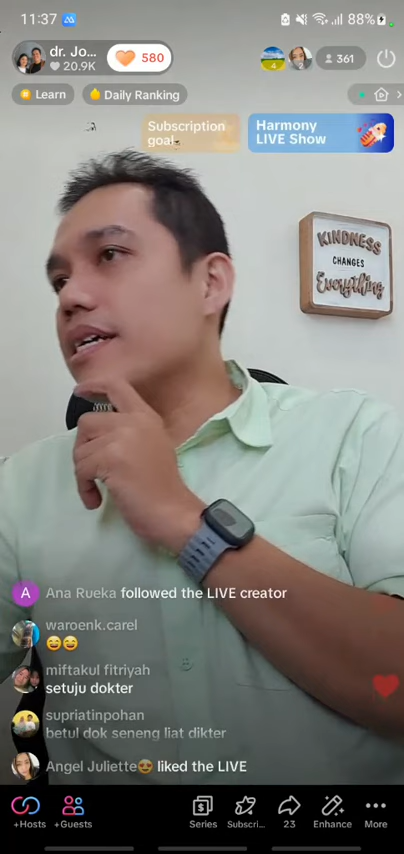 11:37
88%
dr. Jo...
20.9K
580
4
2
361
Learn
Daily Ranking
Subscription
goal
Harmony
LIVE Show
KINDNESS
CHANGES
Everything
A
Ana Rueka followed the LIVE creator
waroenk.carel
😄😄
miftakul fitriyah
setuju dokter
supriatinpohan
betul dok seneng liat dikter
Angel Juliette😍 liked the LIVE
+Hosts
+Guests
Series
Subscri...
23
Enhance
More